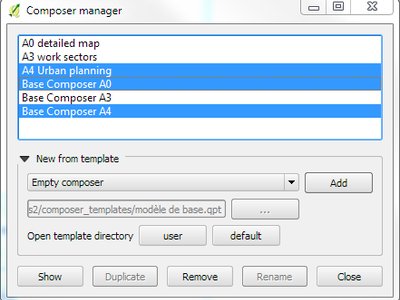 Composer manager
A0 detailed map
A3 work sectors
A4 Urban planning
Base Composer A0
Base Composer A3
Base Composer A4
New from template
Empty composer
Add
s2/composer_templates/modèle de base.qpt
...
Open template directory
user
default
Show
Duplicate
Remove
Rename
Close